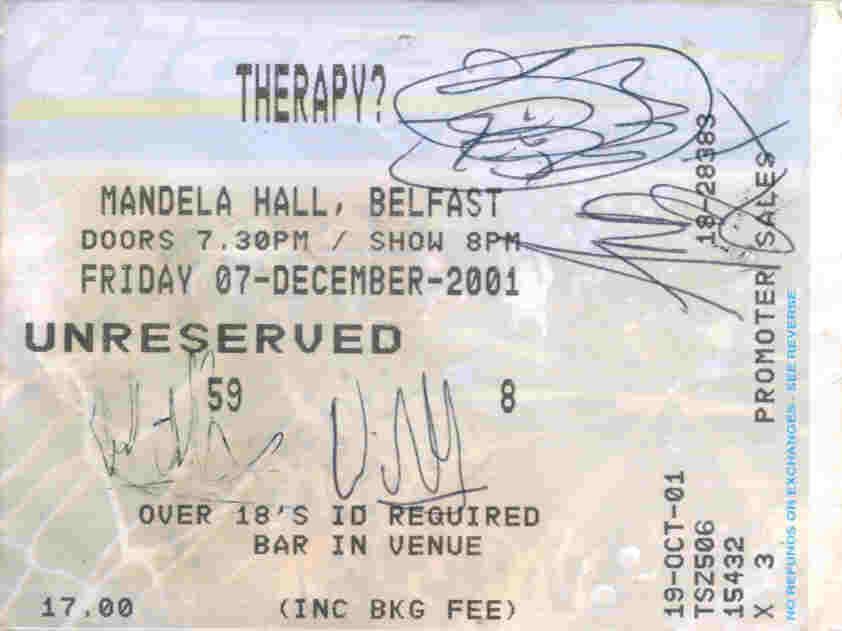 THERAPY?
MANDELA HALL, BELFAST
DOORS 7.30PM / SHOW 8PM
FRIDAY 07-DECEMBER-2001
UNRESERVED
59 8
OVER 18'S ID REQUIRED
BAR IN VENUE
17.00 (INC BKG FEE)
19-OCT-01 18-28383
TSZ506
15432
X 3 PROMOTER SALES
NO REFUNDS OR EXCHANGES - SEE REVERSE